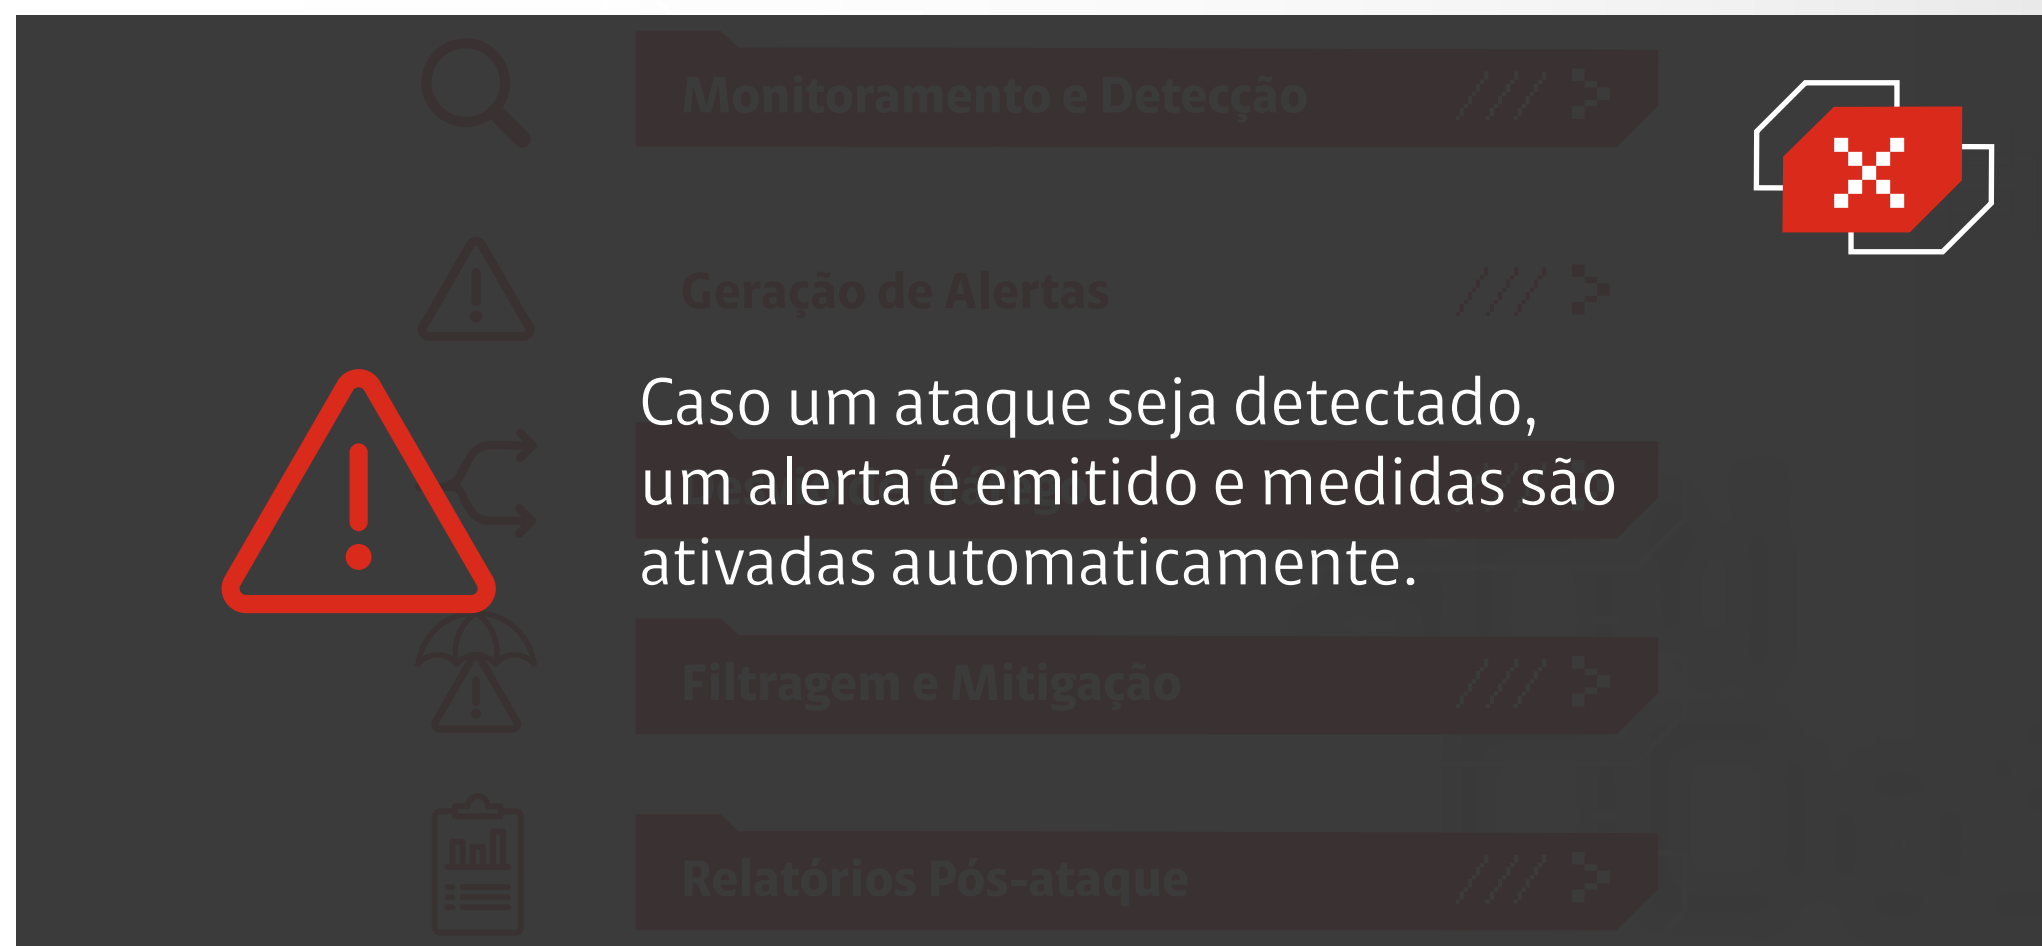 Monitoramento e Detecção
Geração de Alertas
Caso um ataque seja detectado,
um alerta é emitido e medidas são
ativadas automaticamente.
Filtragem e Mitigação
Relatórios Pós-ataque